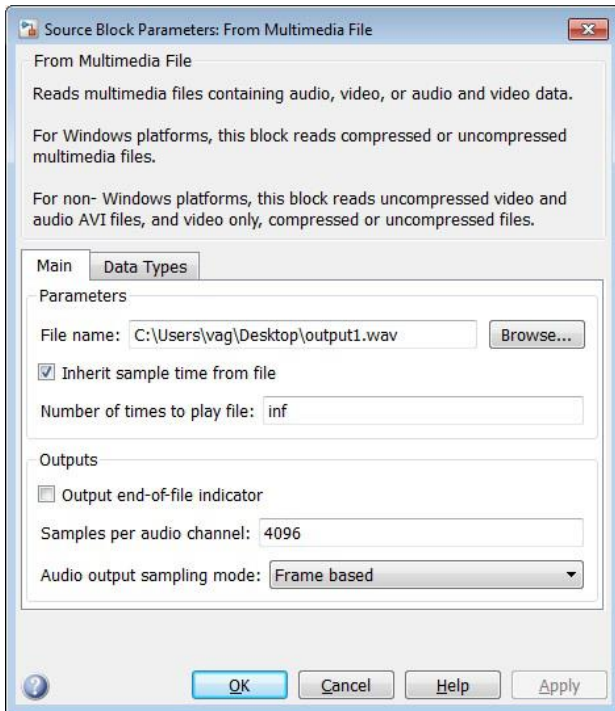 Source Block Parameters: From Multimedia File
From Multimedia File
Reads multimedia files containing audio, video, or audio and video data.
For Windows platforms, this block reads compressed or uncompressed
multimedia files.
For non- Windows platforms, this block reads uncompressed video and
audio AVI files, and video only, compressed or uncompressed files.
Main Data Types
Parameters
File name: C:\Users\vag\Desktop\output1.wav Browse...
Inherit sample time from file
Number of times to play file: inf
Outputs
Output end-of-file indicator
Samples per audio channel: 4096
Audio output sampling mode: Frame based
? OK Cancel Help Apply